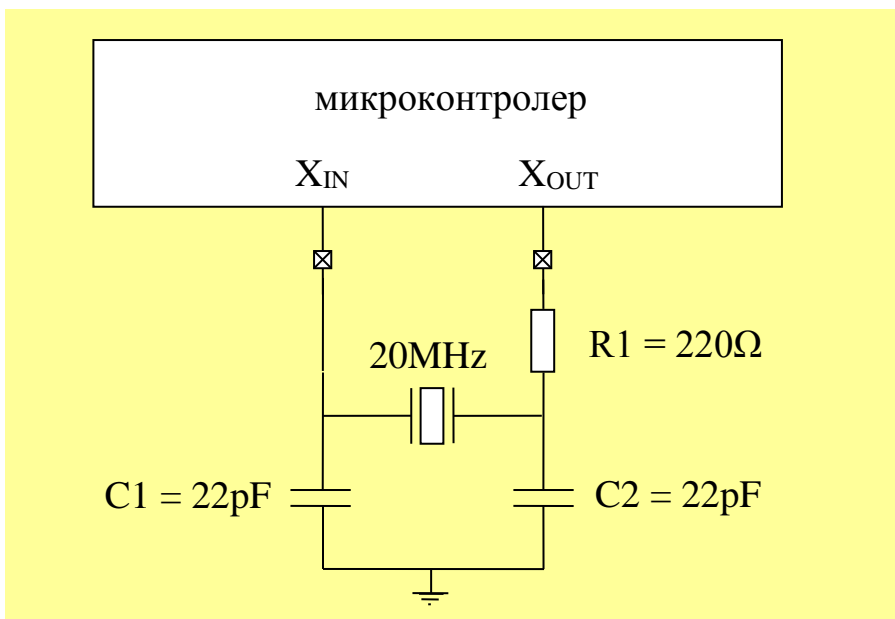 микроконтролер
XIN
XOUT
20MHz
R1 = 220Ω
C1 = 22pF
C2 = 22pF